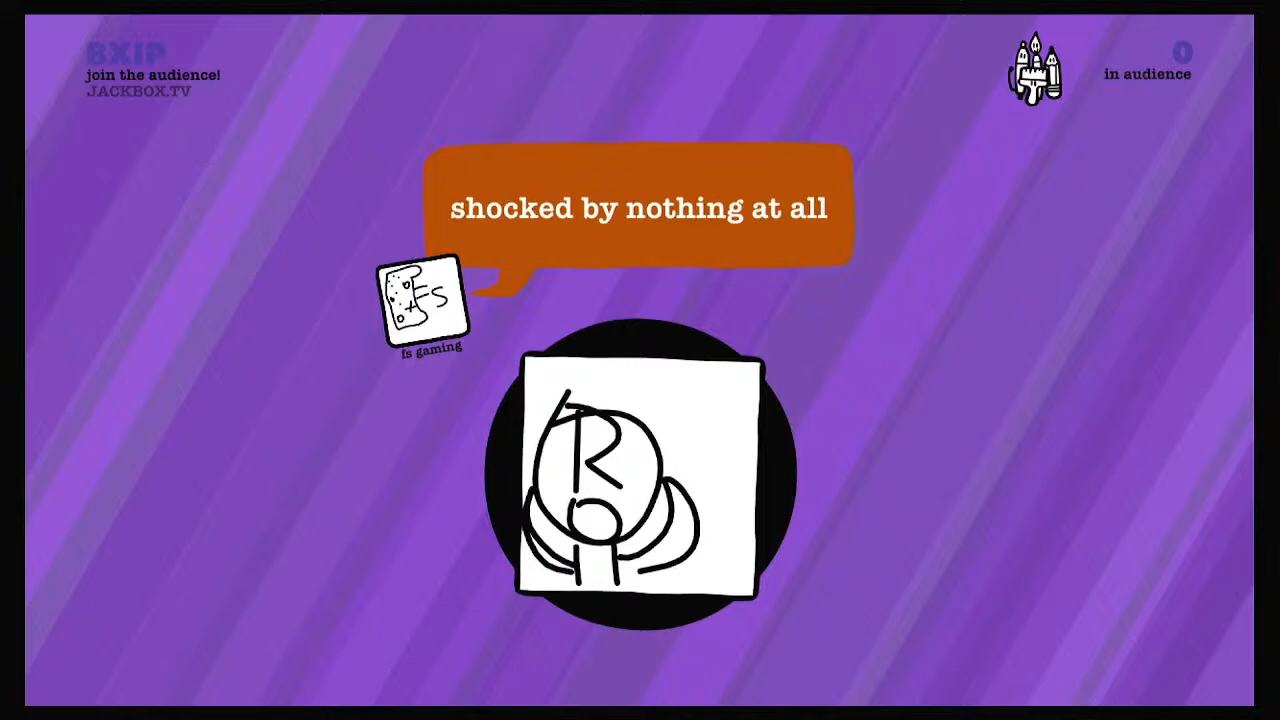 BXIP
join the audience!
JACKBOX.TV
0
in audience
shocked by nothing at all
Fs
fs gaming
R